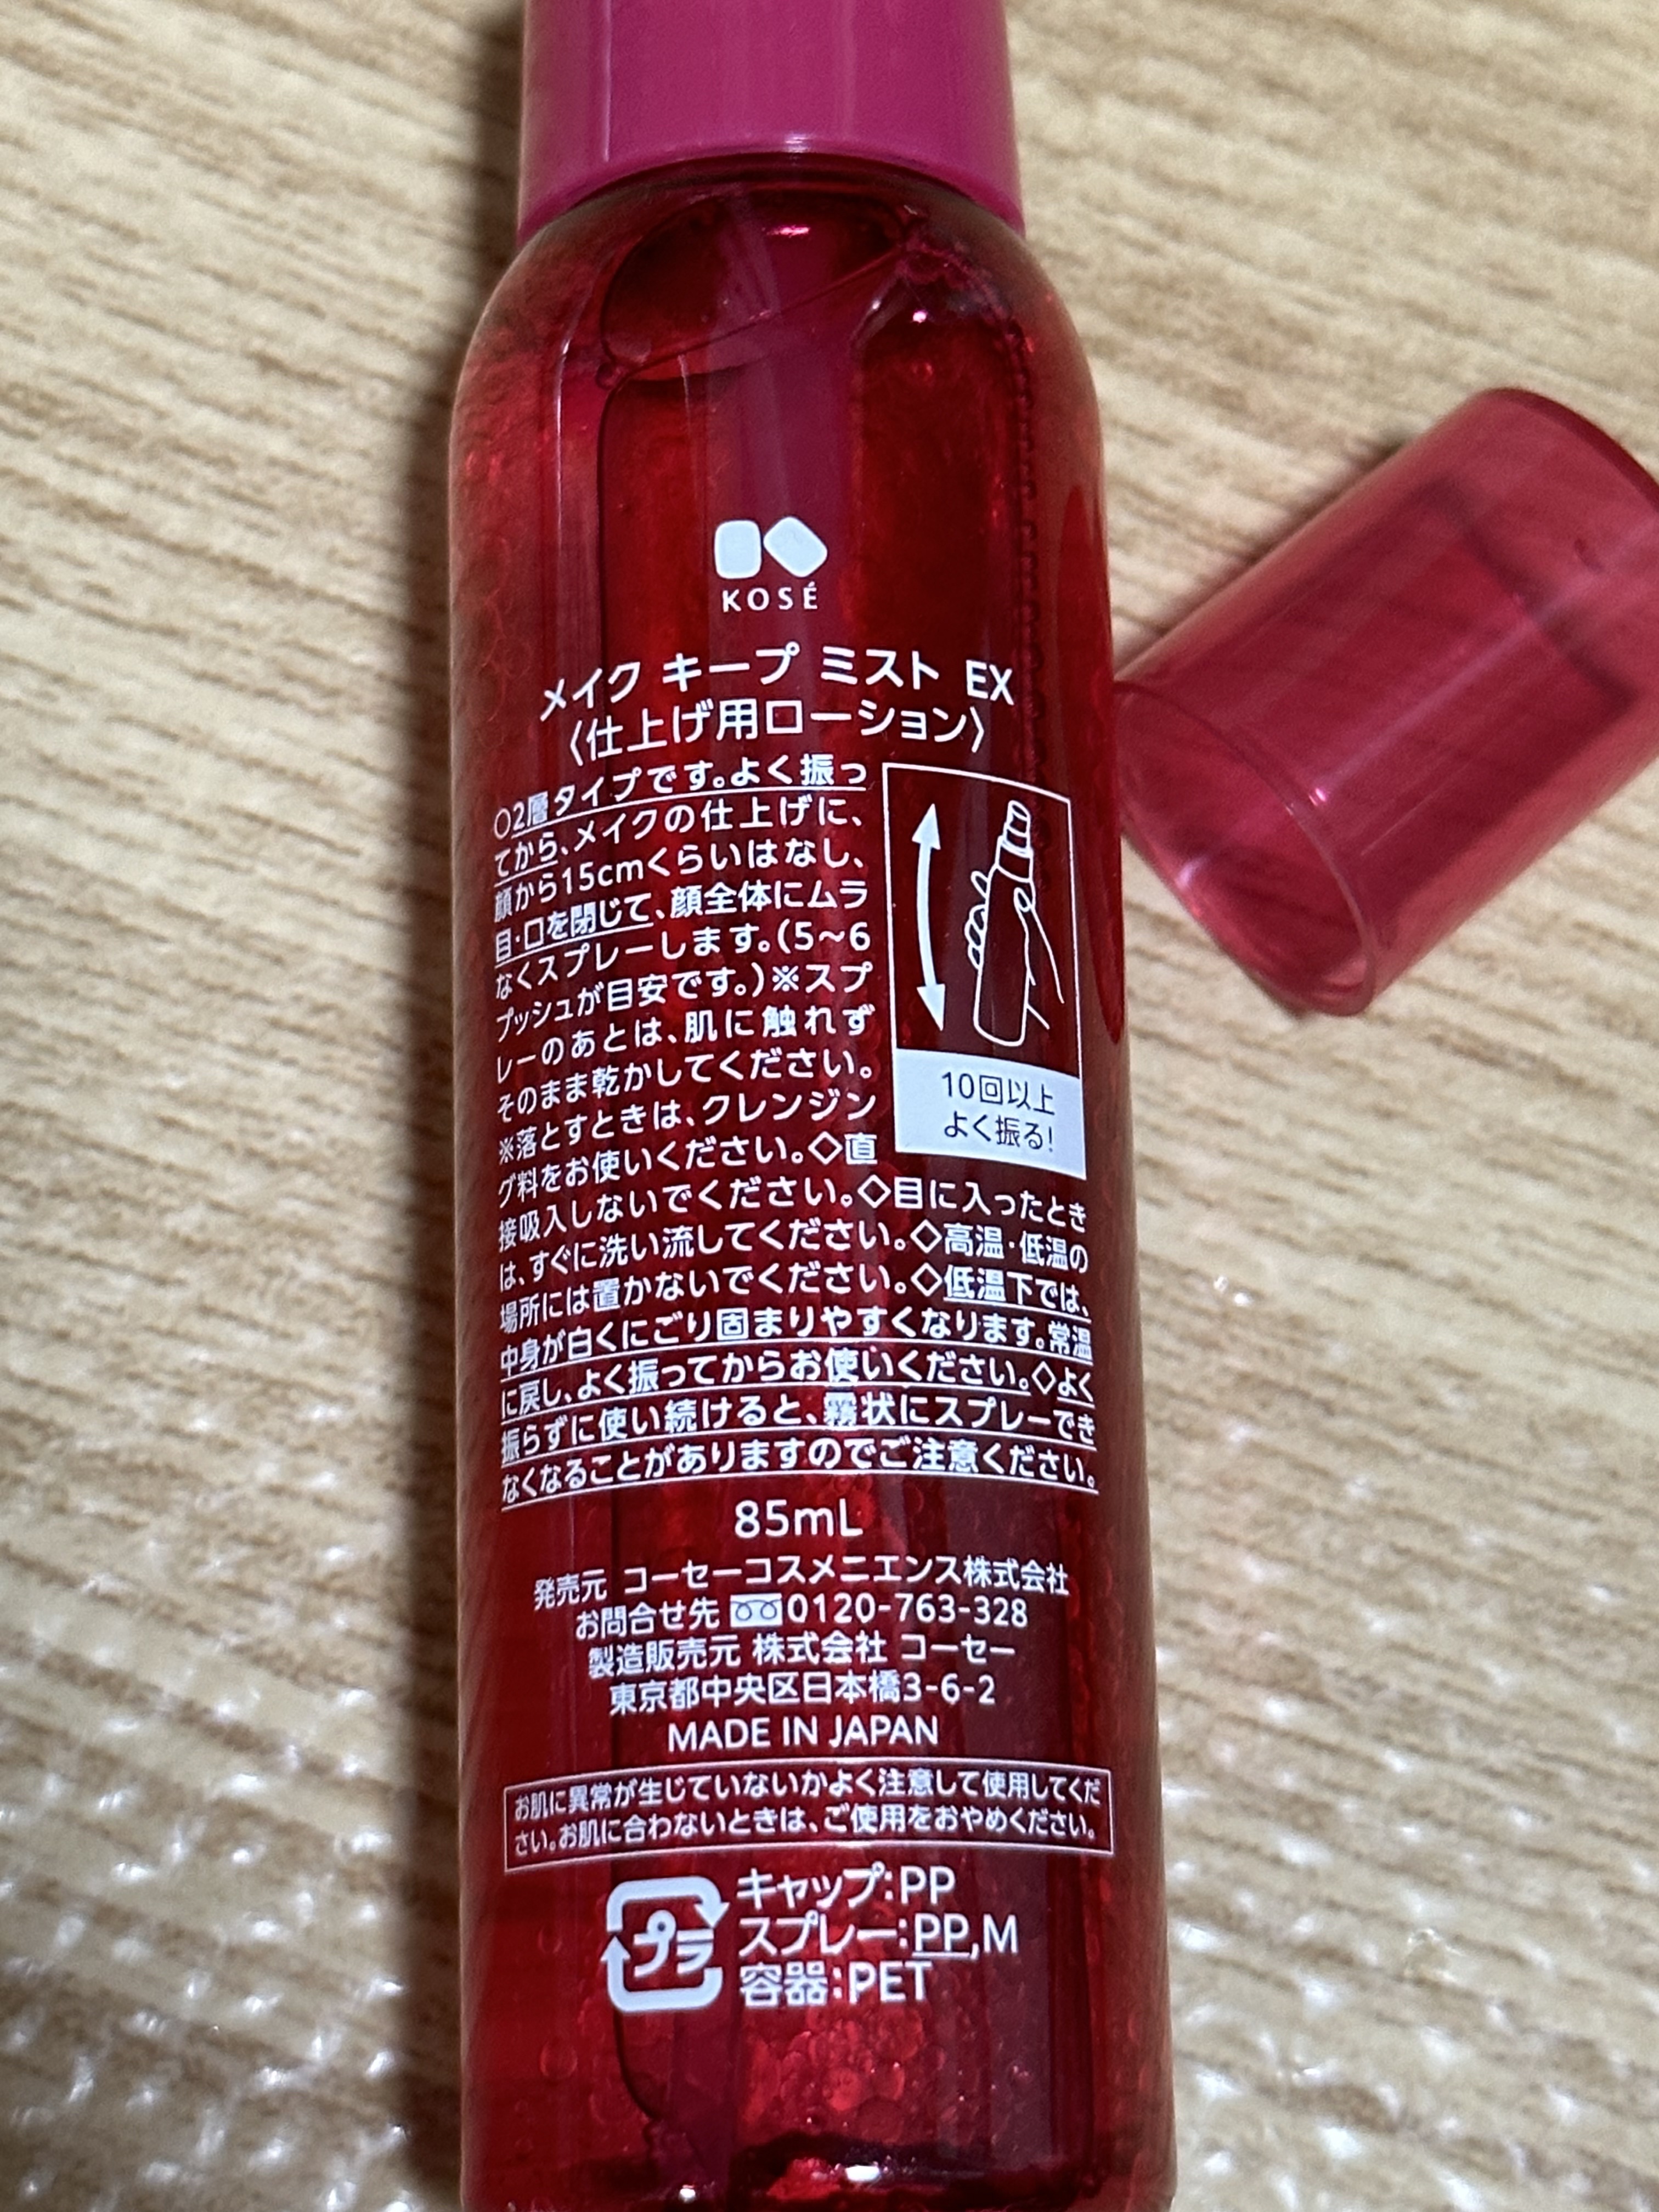 KOSÉ
メイク キープ ミスト EX
〈仕上げ用ローション〉
○2層タイプです。よく振っ
てから、メイクの仕上げに、
顔から15cmくらいはなし、
目・口を閉じて、顔全体にムラ
なくスプレーします。(5~6
プッシュが目安です。)※スプ
レーのあとは、肌に触れず
そのまま乾かしてください。
※落とすときは、クレンジン
グ料をお使いください。◇直
接吸入しないでください。◇目に入ったとき
は、すぐに洗い流してください。◇高温・低温の
場所には置かないでください。◇低温下では、
中身が白くにごり固まりやすくなります。常温
に戻し、よく振ってからお使いください。◇よく
振らずに使い続けると、霧状にスプレーでき
なくなることがありますのでご注意ください。
10回以上
よく振る!
85mL
発売元 コーセーコスメニエンス株式会社
お問合せ先 0120-763-328
製造販売元 株式会社 コーセー
東京都中央区日本橋3-6-2
MADE IN JAPAN
お肌に異常が生じていないかよく注意して使用してくだ
さい。お肌に合わないときは、ご使用をおやめください。
プラ
キャップ:PP
スプレー:PP,M
容器:PET